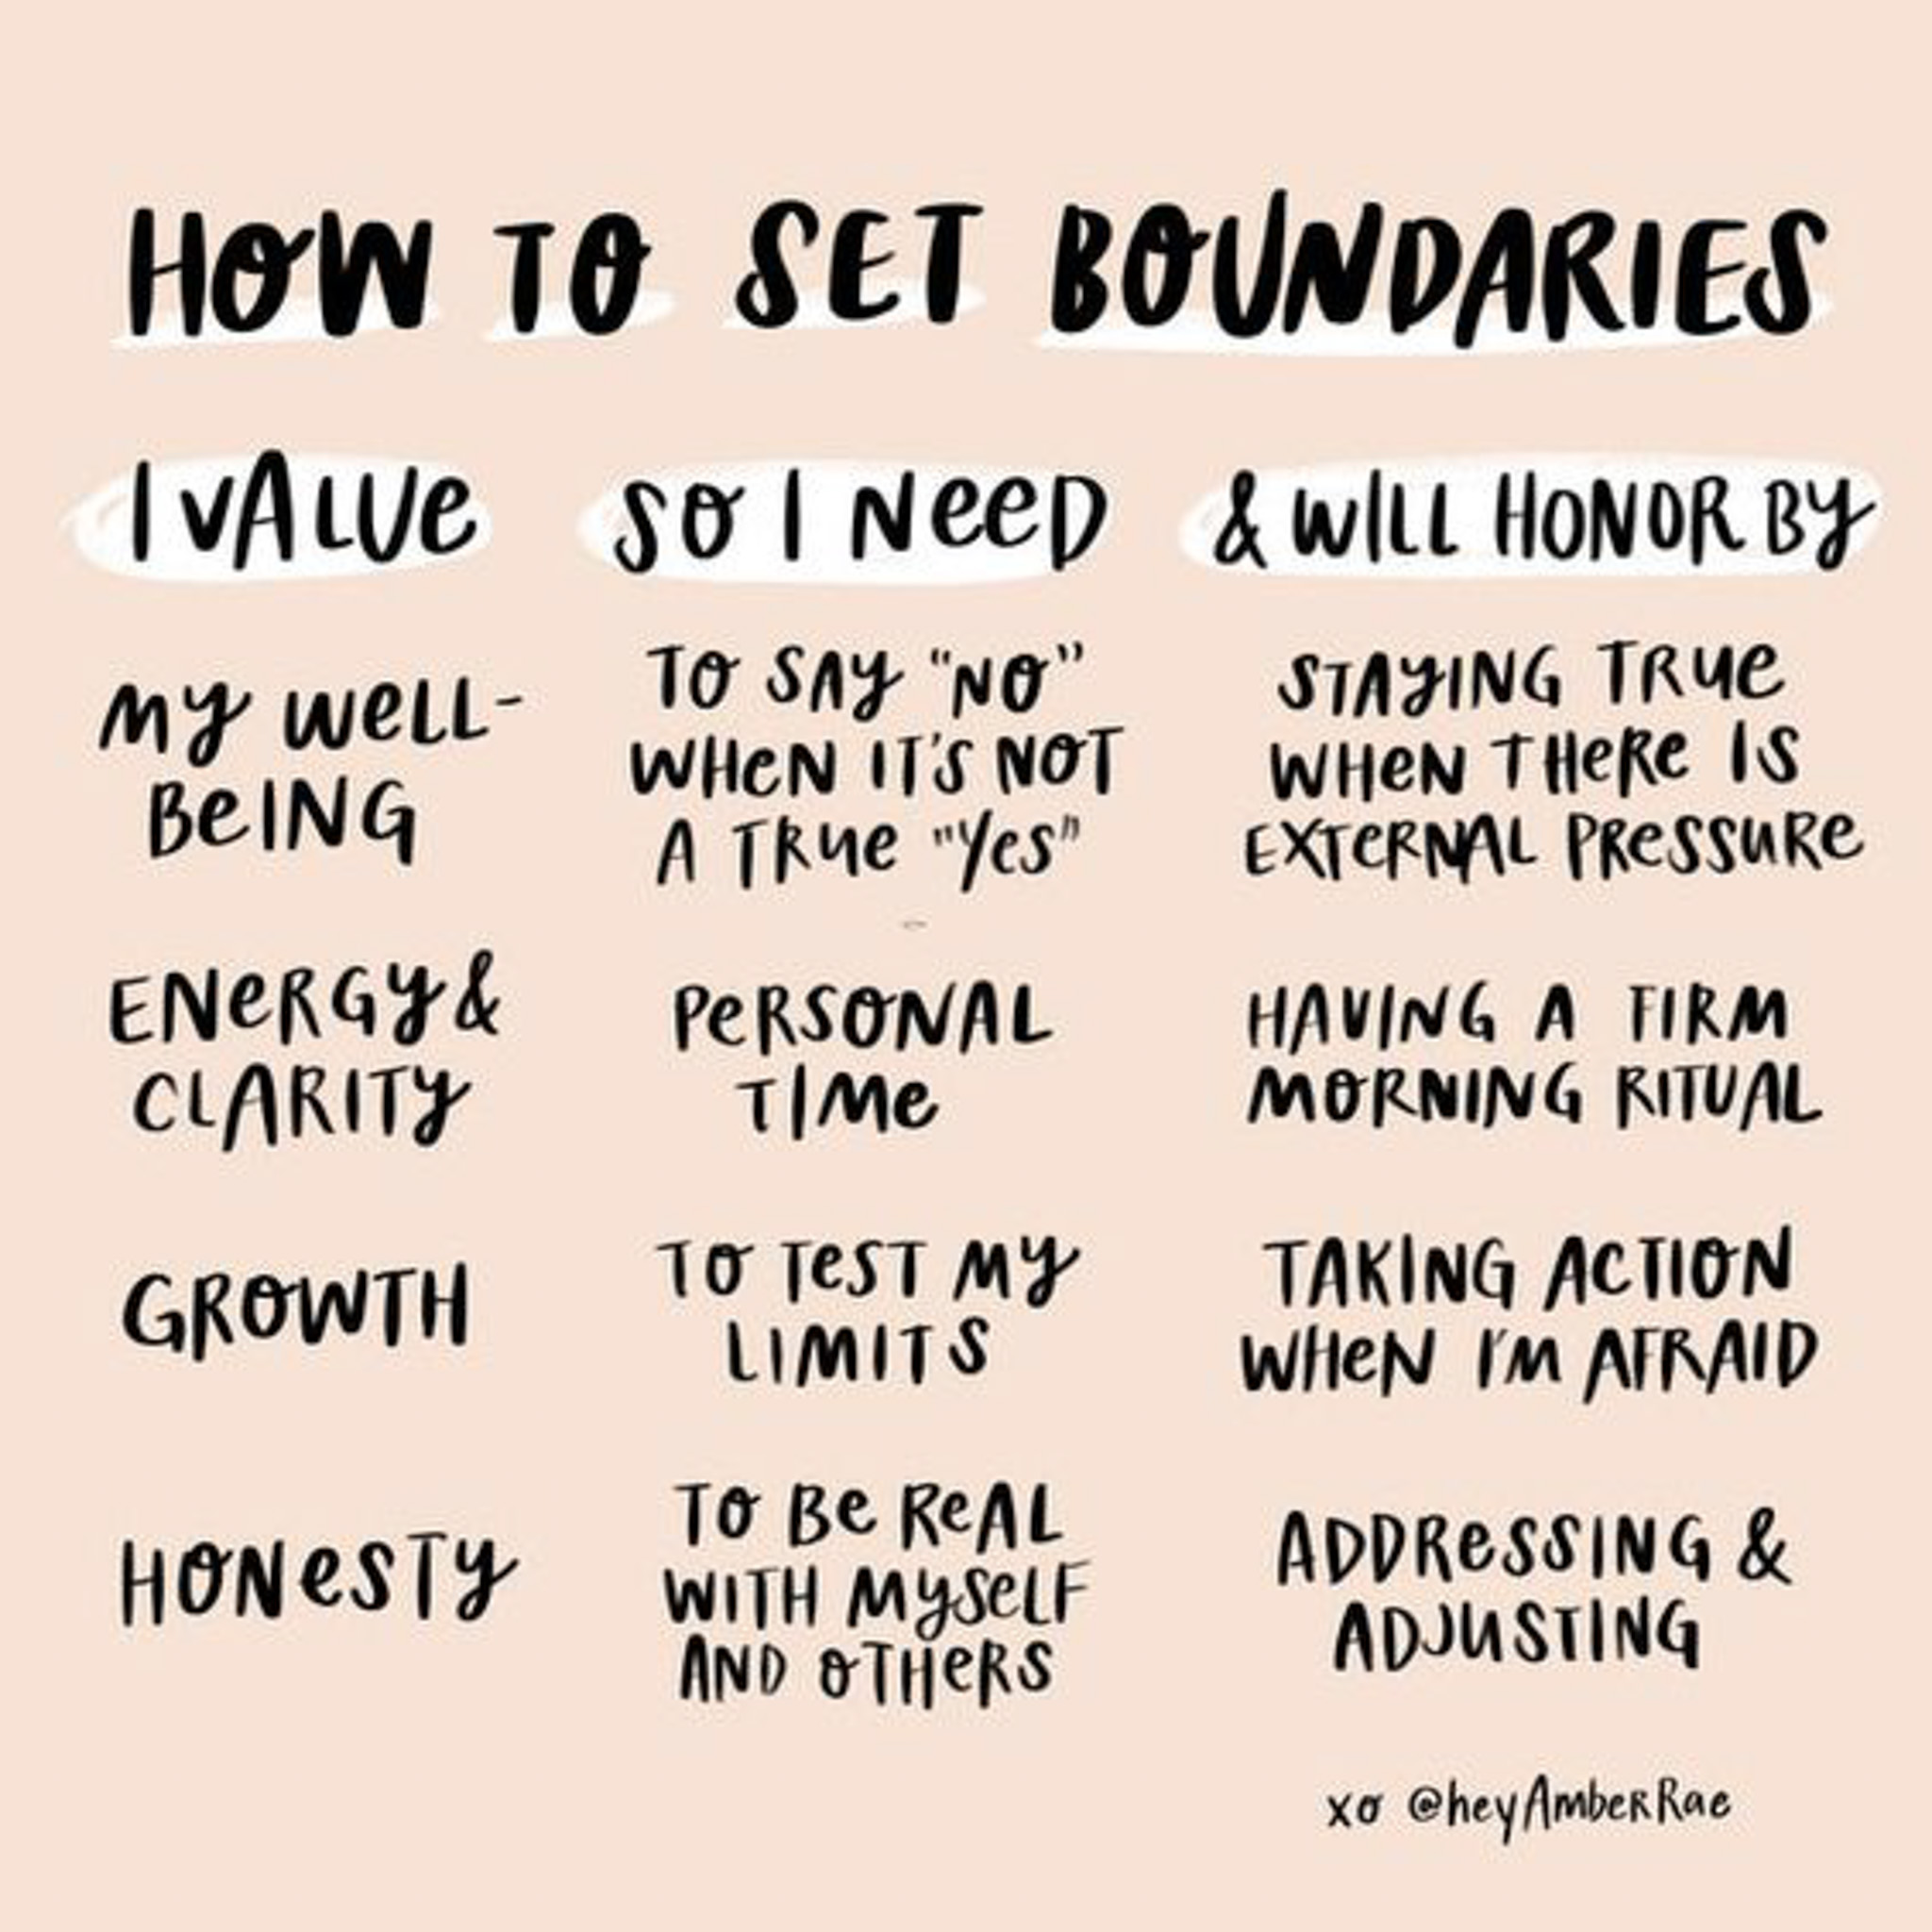 HOW TO SET BOUNDARIES
I VALUE
SO I NEED
& WILL HONOR BY
MY WELL-
BEING
TO SAY "NO"
WHEN IT'S NOT
A TRUE "YES"
STAYING TRUE
WHEN THERE IS
EXTERNAL PRESSURE
ENERGY &
CLARITY
PERSONAL
TIME
HAVING A FIRM
MORNING RITUAL
GROWTH
TO TEST MY
LIMITS
TAKING ACTION
WHEN I'M AFRAID
HONESTY
TO BE REAL
WITH MYSELF
AND OTHERS
ADDRESSING &
ADJUSTING
xo @heyAmberRae